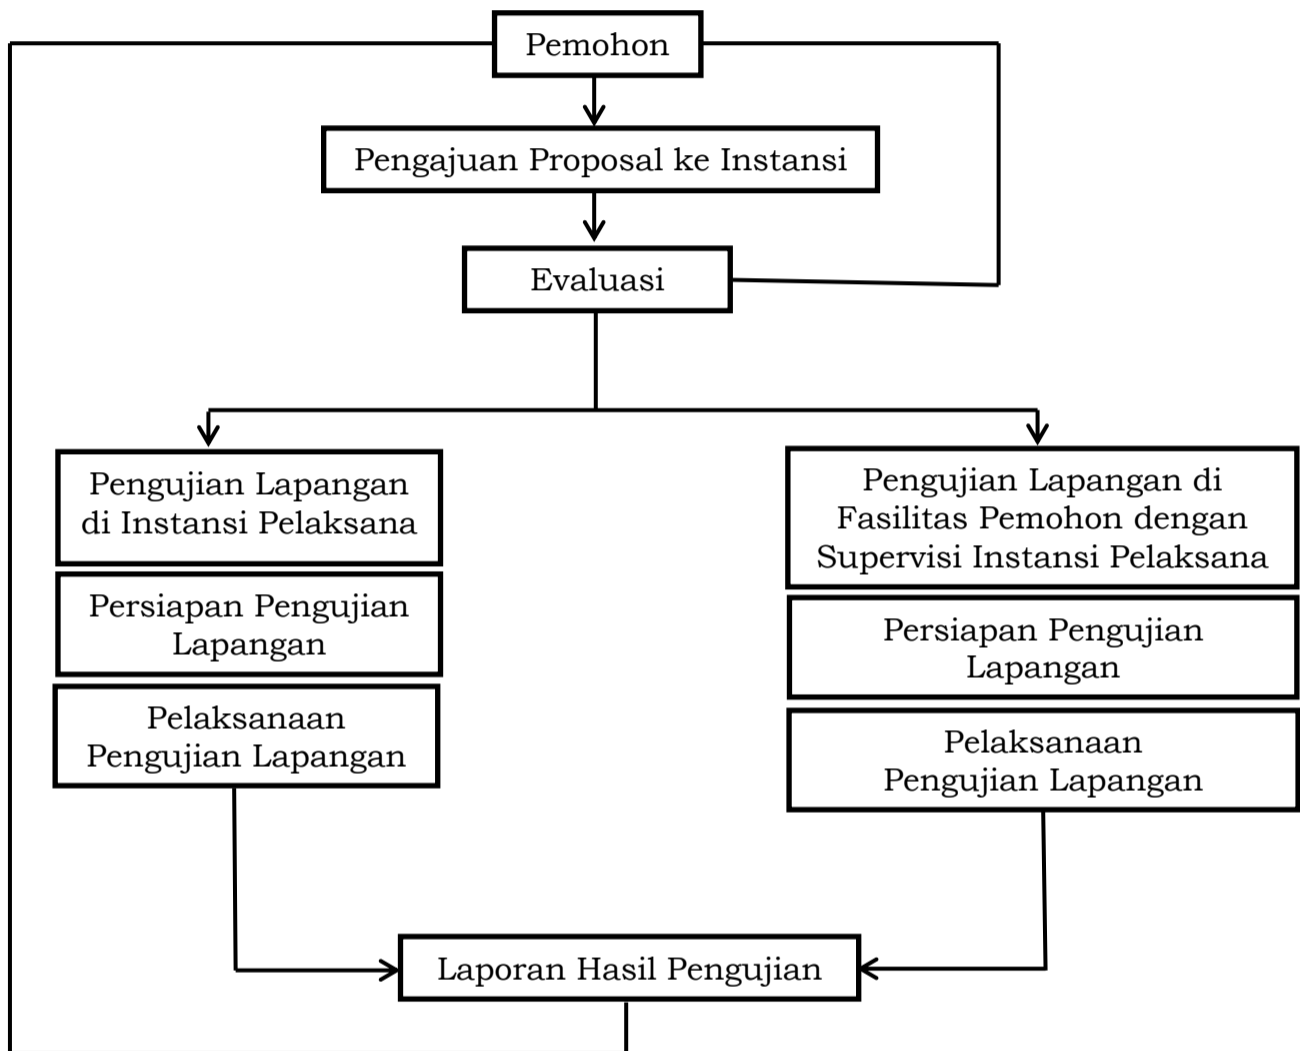 Pemohon
Pengajuan Proposal ke Instansi
Evaluasi
Pengujian Lapangan
di Instansi Pelaksana
Persiapan Pengujian
Lapangan
Pelaksanaan
Pengujian Lapangan
Pengujian Lapangan di
Fasilitas Pemohon dengan
Supervisi Instansi Pelaksana
Persiapan Pengujian
Lapangan
Pelaksanaan
Pengujian Lapangan
Laporan Hasil Pengujian